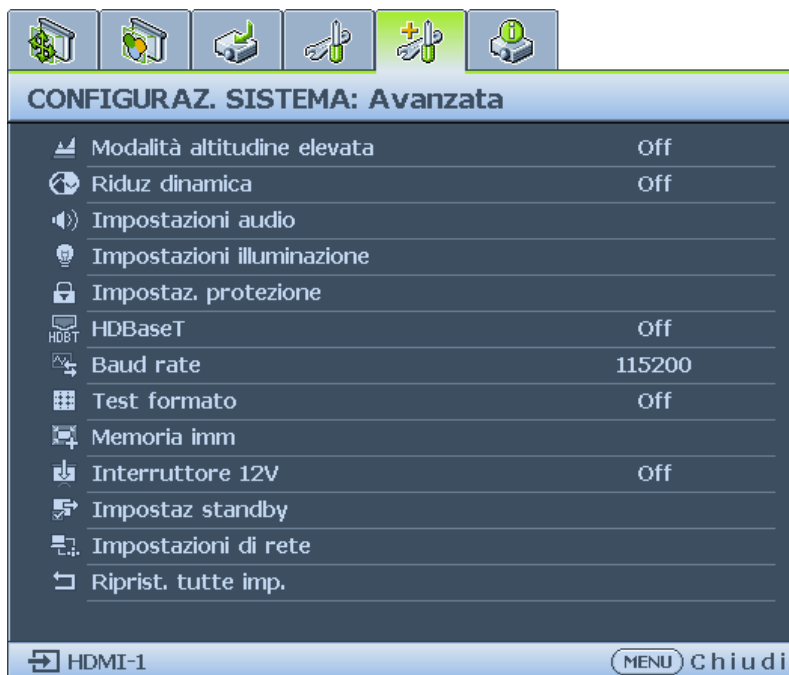 CONFIGURAZ. SISTEMA: Avanzata
Modalità altitudine elevata Off
Riduz dinamica Off
Impostazioni audio
Impostazioni illuminazione
Impostaz. protezione
HDBT HDBaseT Off
Baud rate 115200
Test formato Off
Memoria imm
Interruttore 12V Off
Impostaz standby
Impostazioni di rete
Riprist. tutte imp.
HDMI-1 MENU Chiudi